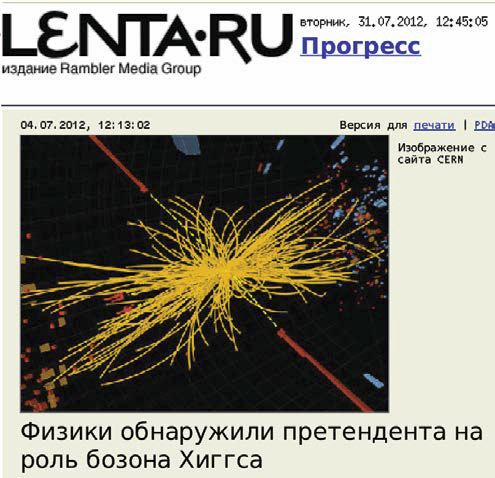 LENTA·RU
издание Rambler Media Group
вторник, 31.07.2012, 12:45:05
Прогресс
04.07.2012, 12:13:02
Версия для печати | PDA
Изображение с
сайта CERN
Физики обнаружили претендента на
роль бозона Хиггса